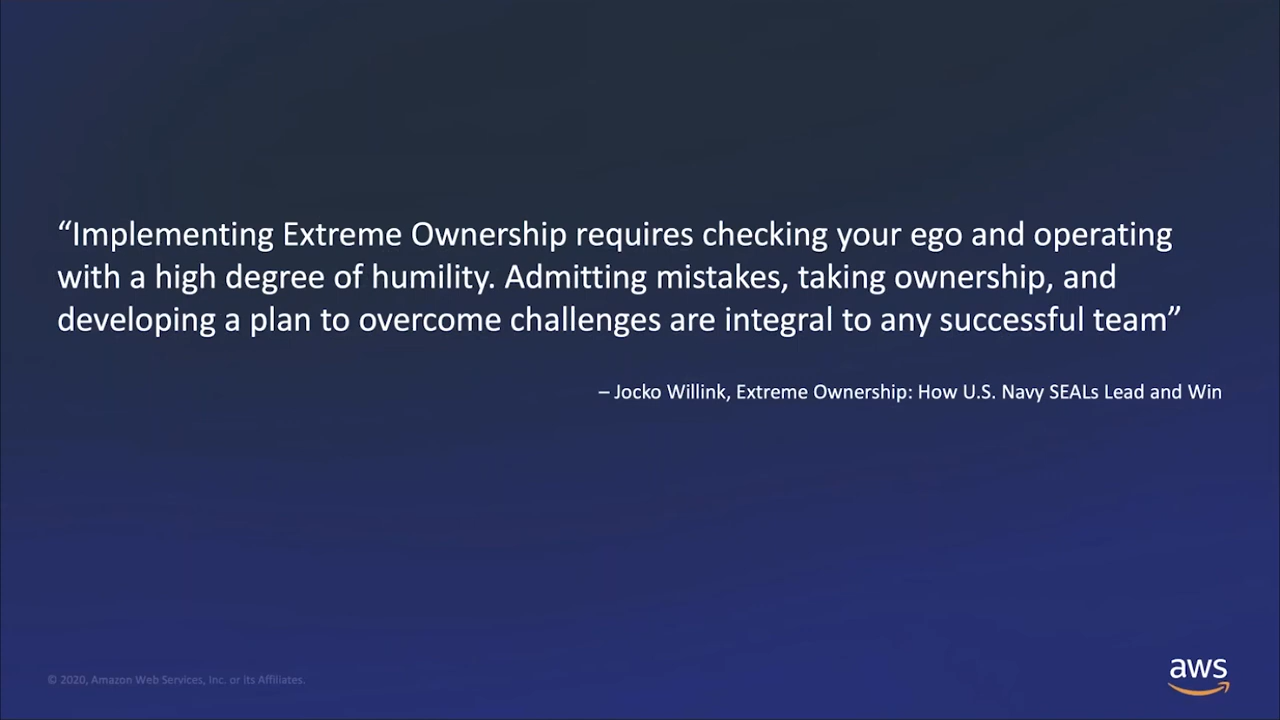 “Implementing Extreme Ownership requires checking your ego and operating
with a high degree of humility. Admitting mistakes, taking ownership, and
developing a plan to overcome challenges are integral to any successful team”
– Jocko Willink, Extreme Ownership: How U.S. Navy SEALs Lead and Win
© 2020, Amazon Web Services, Inc. or its Affiliates.
aws